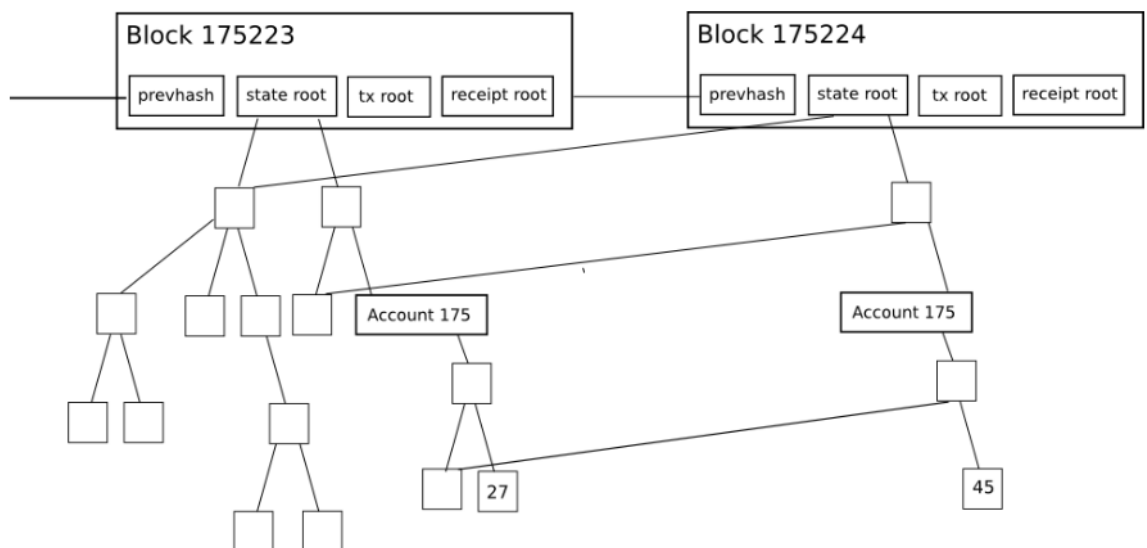 Block 175223
prevhash
state root
tx root
receipt root
Block 175224
prevhash
state root
tx root
receipt root
Account 175
Account 175
27
45